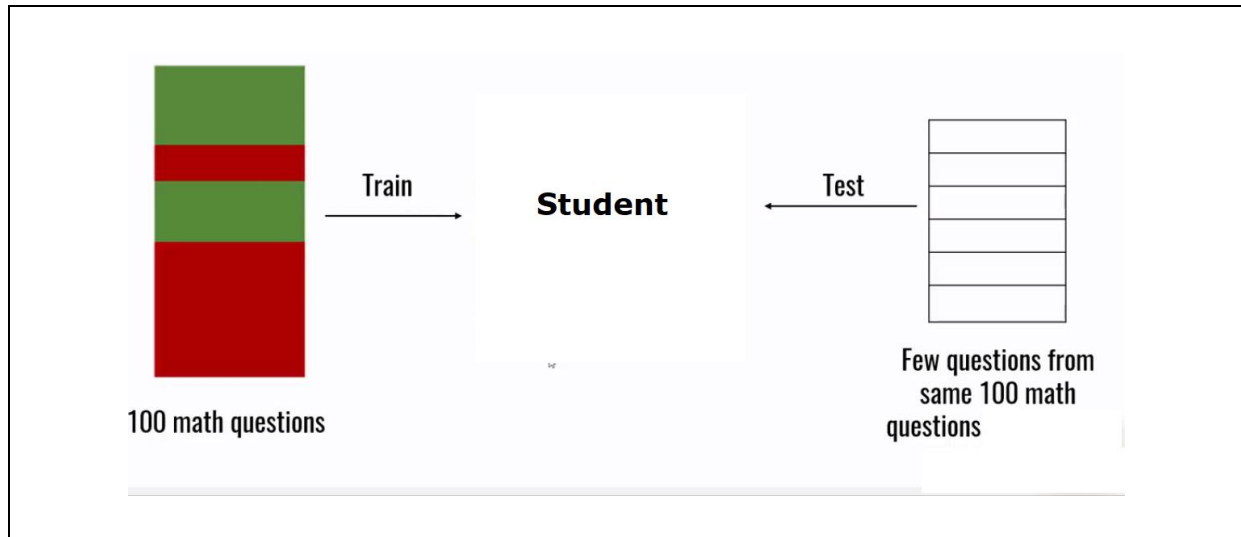 Train
Student
Test
100 math questions
Few questions from
same 100 math
questions